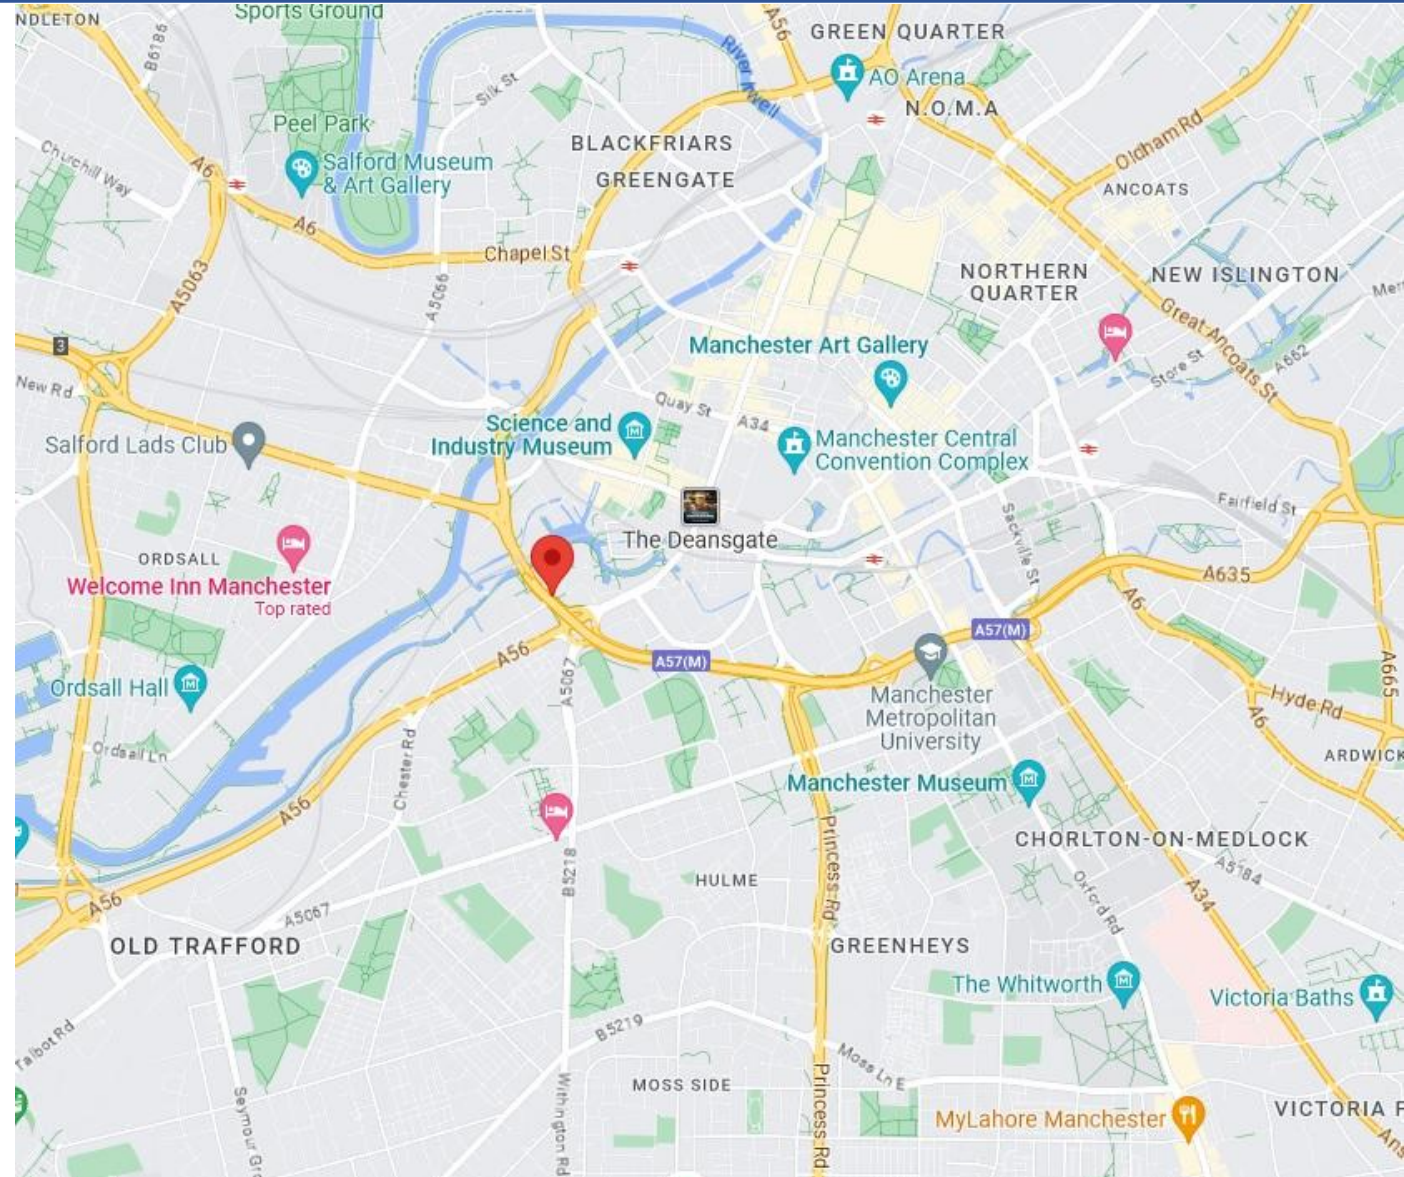 NDLETON
B6186
Sports Ground
A56
GREEN QUARTER
River Irwell
AO Arena
N.O.M.A
Silk St
Peel Park
BLACKFRIARS
Oldham Rd
Churchill Way
A6
Salford Museum
& Art Gallery
GREENGATE
ANCOATS
A6
Chapel St
A5063
A5066
NORTHERN
QUARTER
NEW ISLINGTON
Great Ancoats St
3
Manchester Art Gallery
Store St
A662
New Rd
Quay St
A34
Science and
Industry Museum
Manchester Central
Convention Complex
Salford Lads Club
Fairfield St
Sackville St
The Deansgate
ORDSALL
Welcome Inn Manchester
Top rated
A635
A6
A57(M)
A56
A57(M)
A5067
A665
Ordsall Hall
Manchester
Metropolitan
University
Hyde Rd
A6
Ordsall Ln
Chester Rd
ARDWICK
Manchester Museum
A56
Princess Rd
CHORLTON-ON-MEDLOCK
B5218
HULME
A5184
Oxford Rd
A34
A56
A5067
OLD TRAFFORD
GREENHEYS
The Whitworth
Victoria Baths
Talbot Rd
B5219
Moss Ln E
MOSS SIDE
Seymour Gr
Withington Rd
Princess Rd
MyLahore Manchester
VICTORIA